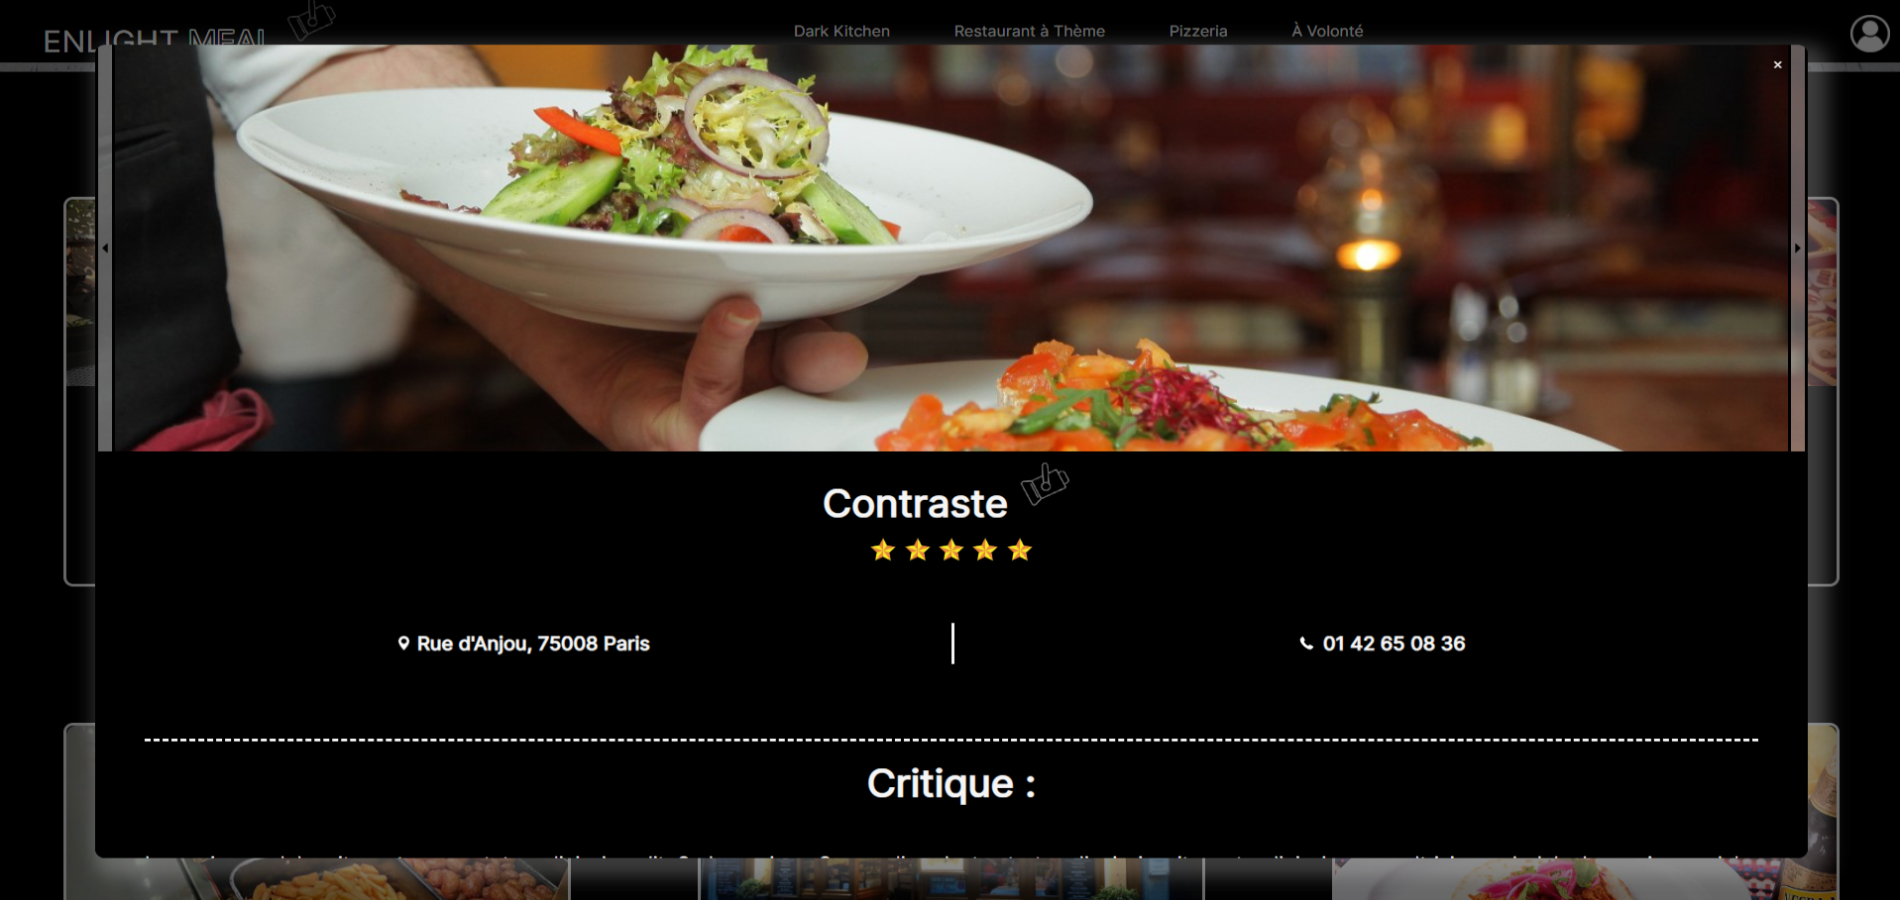 ENLIGHT MEAL
Dark Kitchen
Restaurant à Thème
Pizzeria
À Volonté
×
Contraste
Rue d'Anjou, 75008 Paris
01 42 65 08 36
Critique :